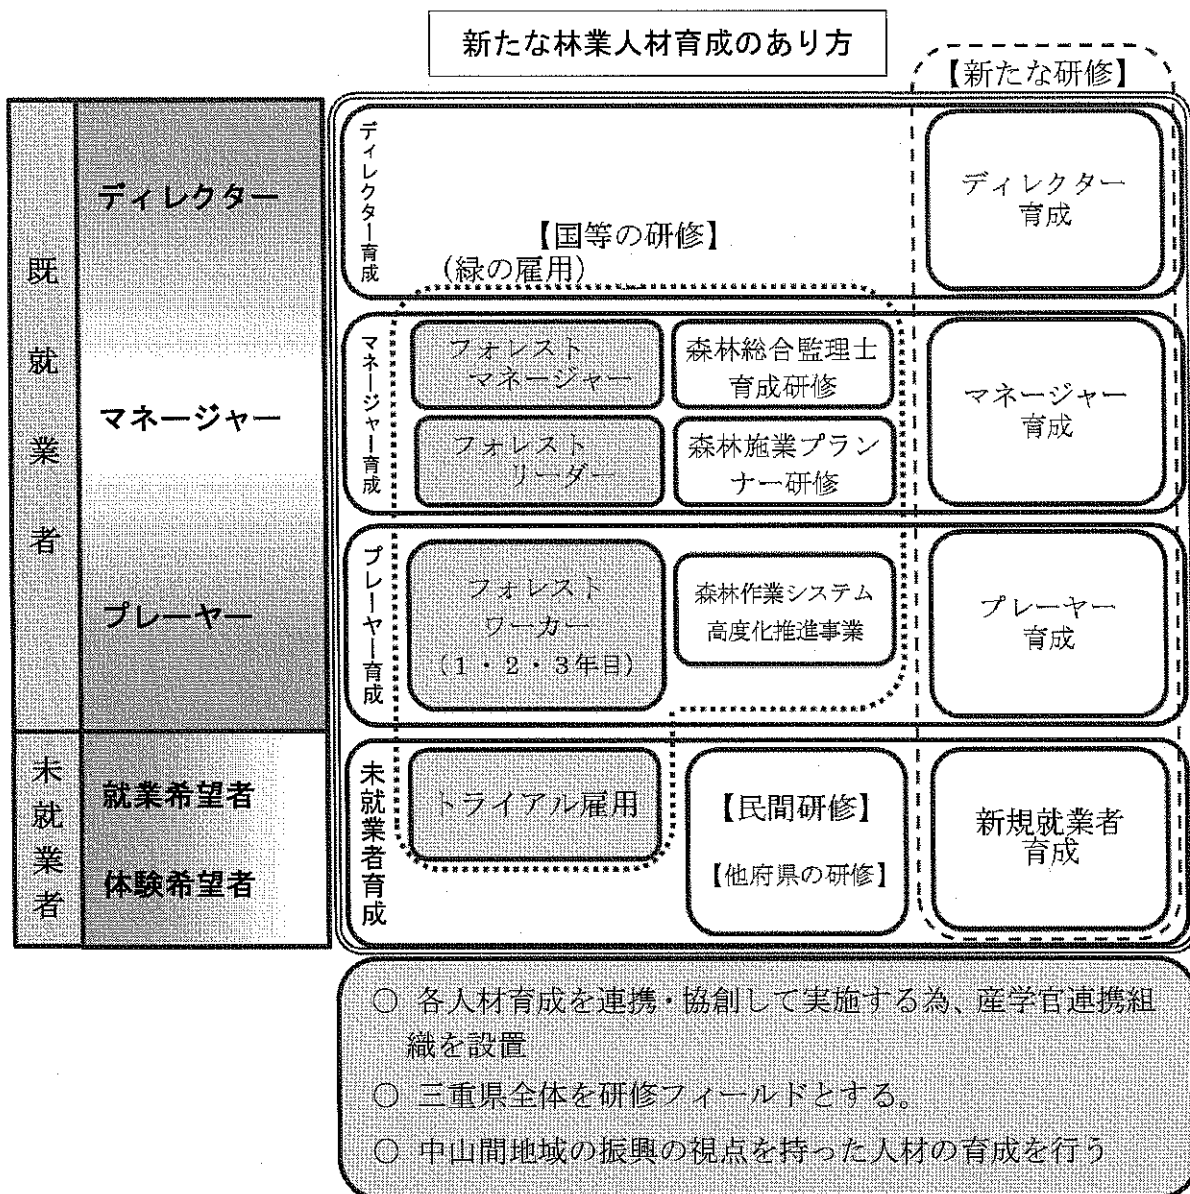 新たな林業人材育成のあり方
【新たな研修】
既就業者
ディレクター
マネージャー
プレーヤー
未就業者
就業希望者
体験希望者
ディレクター育成
【国等の研修】
(緑の雇用)
ディレクター
育成
マネージャー育成
フォレスト
マネージャー
森林総合監理士
育成研修
フォレスト
リーダー
森林施業プラン
ナー研修
マネージャー
育成
プレーヤー育成
フォレスト
ワーカー
(1・2・3年目)
森林作業システム
高度化推進事業
プレーヤー
育成
未就業者育成
トライアル雇用
【民間研修】
【他府県の研修】
新規就業者
育成
○ 各人材育成を連携・協創して実施する為、産学官連携組
織を設置
○ 三重県全体を研修フィールドとする。
○ 中山間地域の振興の視点を持った人材の育成を行う